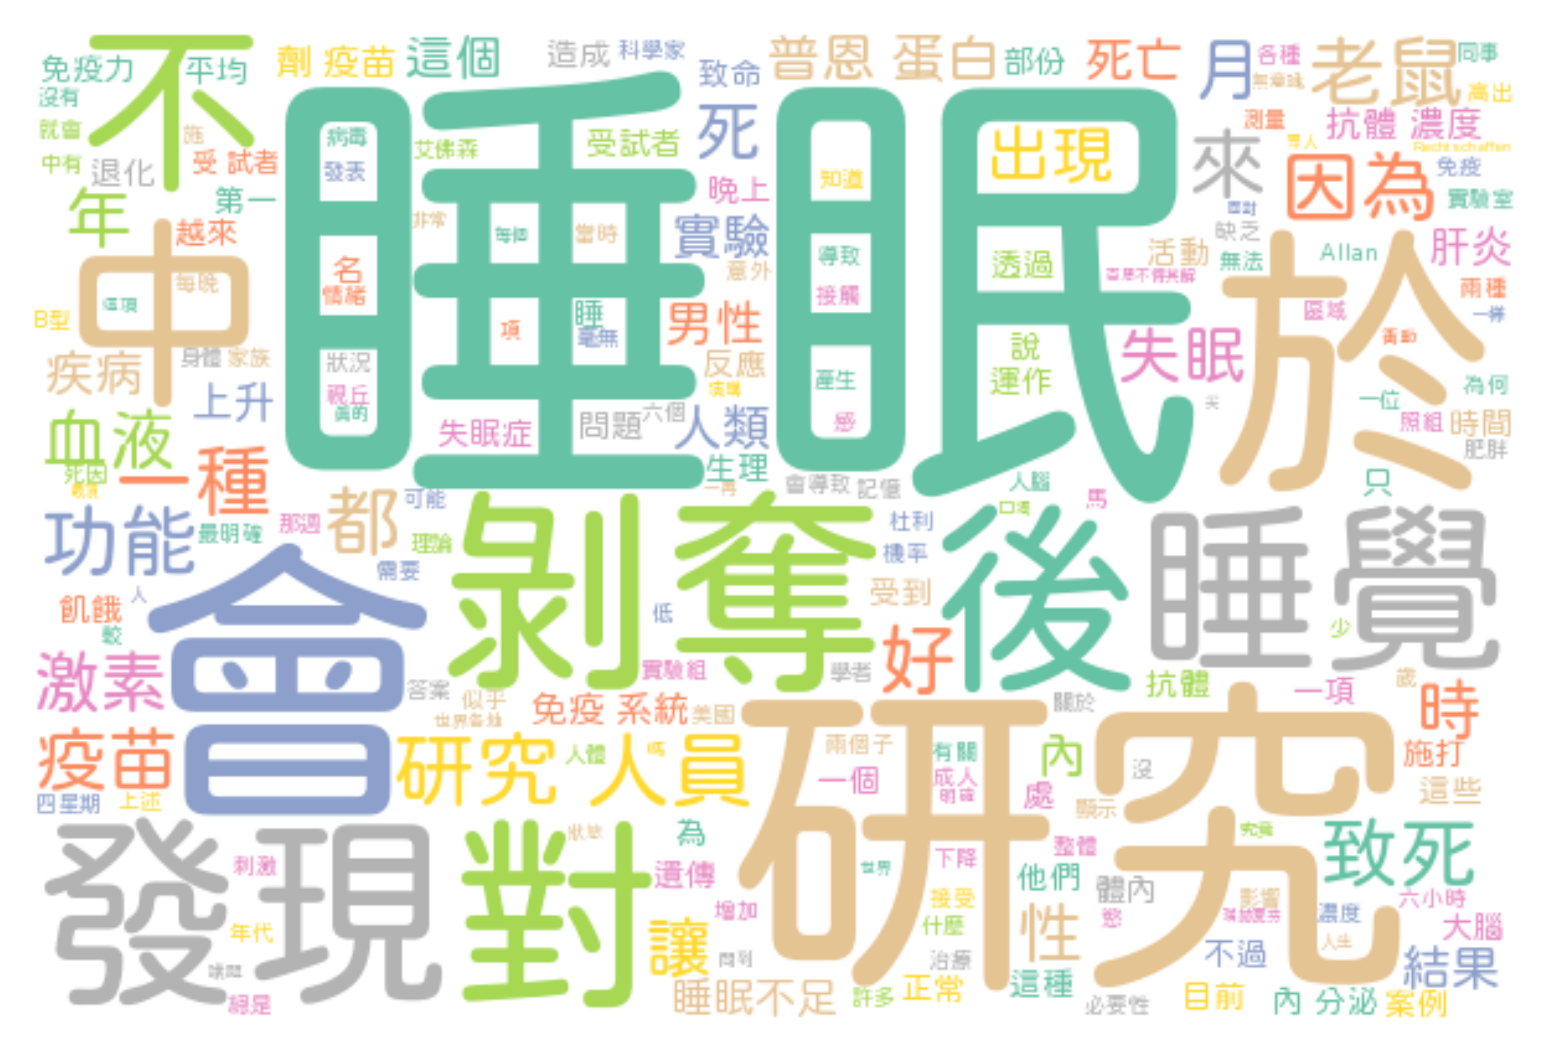 免疫力
不
平均
劑 疫苗
這個
造成
科學家
致命
普恩 蛋白
部份
死亡
月
各種
老鼠
同事
沒有
就會
中有
退化
施
受 試者
睡眠
病毒
發表
艾佛森
受試者
死
知道
出現
來
測量
抗體 濃度
高出
Rechtschaffen
因為
免疫
實驗室
年
第一
越來
晚上
非常
每個
當時
實驗
意外
導致
接觸
透過
活動
缺乏
無法
Allan
肝炎
兩種
一樣
中
每晚
B型
名
情緒
睡
毫無
項
男性
區域
衝動
於
疾病
身體
家族
狀況
視丘
真的
反應
產生
感
說
運作
失眠
為何
一位
照組
時間
肥胖
上升
血液
死因
一種
失眠症
問題
六個
人類
生理
一再
會導致
記憶
人腦
馬
只
功能
最明確
那週
都
可能
理論
需要
剝奪
杜利
機率
受到
後
睡覺
飢餓
較
人
會
低
少
激素
答案
似乎
實驗組
學者
好
免疫 系統
美國
關於
抗體
一項
歲
時
疫苗
四星期
上述
研究 人員
人體
嗎
兩個子
一個
有關
成人
明確
內
處
沒
顯示
研究
施打
這些
發現
刺激
年代
總是
對
狀態
為
遺傳
增加
讓
問到
世界
下降
接受
什麼
治療
整體
他們
體內
慾
性
究竟
影響
濃度
致死
六小時
大腦
人生
不過
結果
睡眠不足
許多
正常
這種
必要性
目前
內 分泌
案例